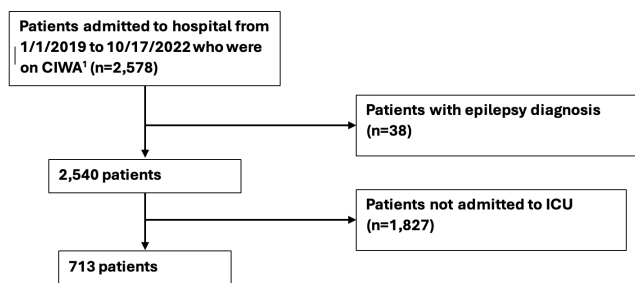 Patients admitted to hospital from
1/1/2019 to 10/17/2022 who were
on CIWA¹ (n=2,578)
Patients with epilepsy diagnosis
(n=38)
2,540 patients
Patients not admitted to ICU
(n=1,827)
713 patients